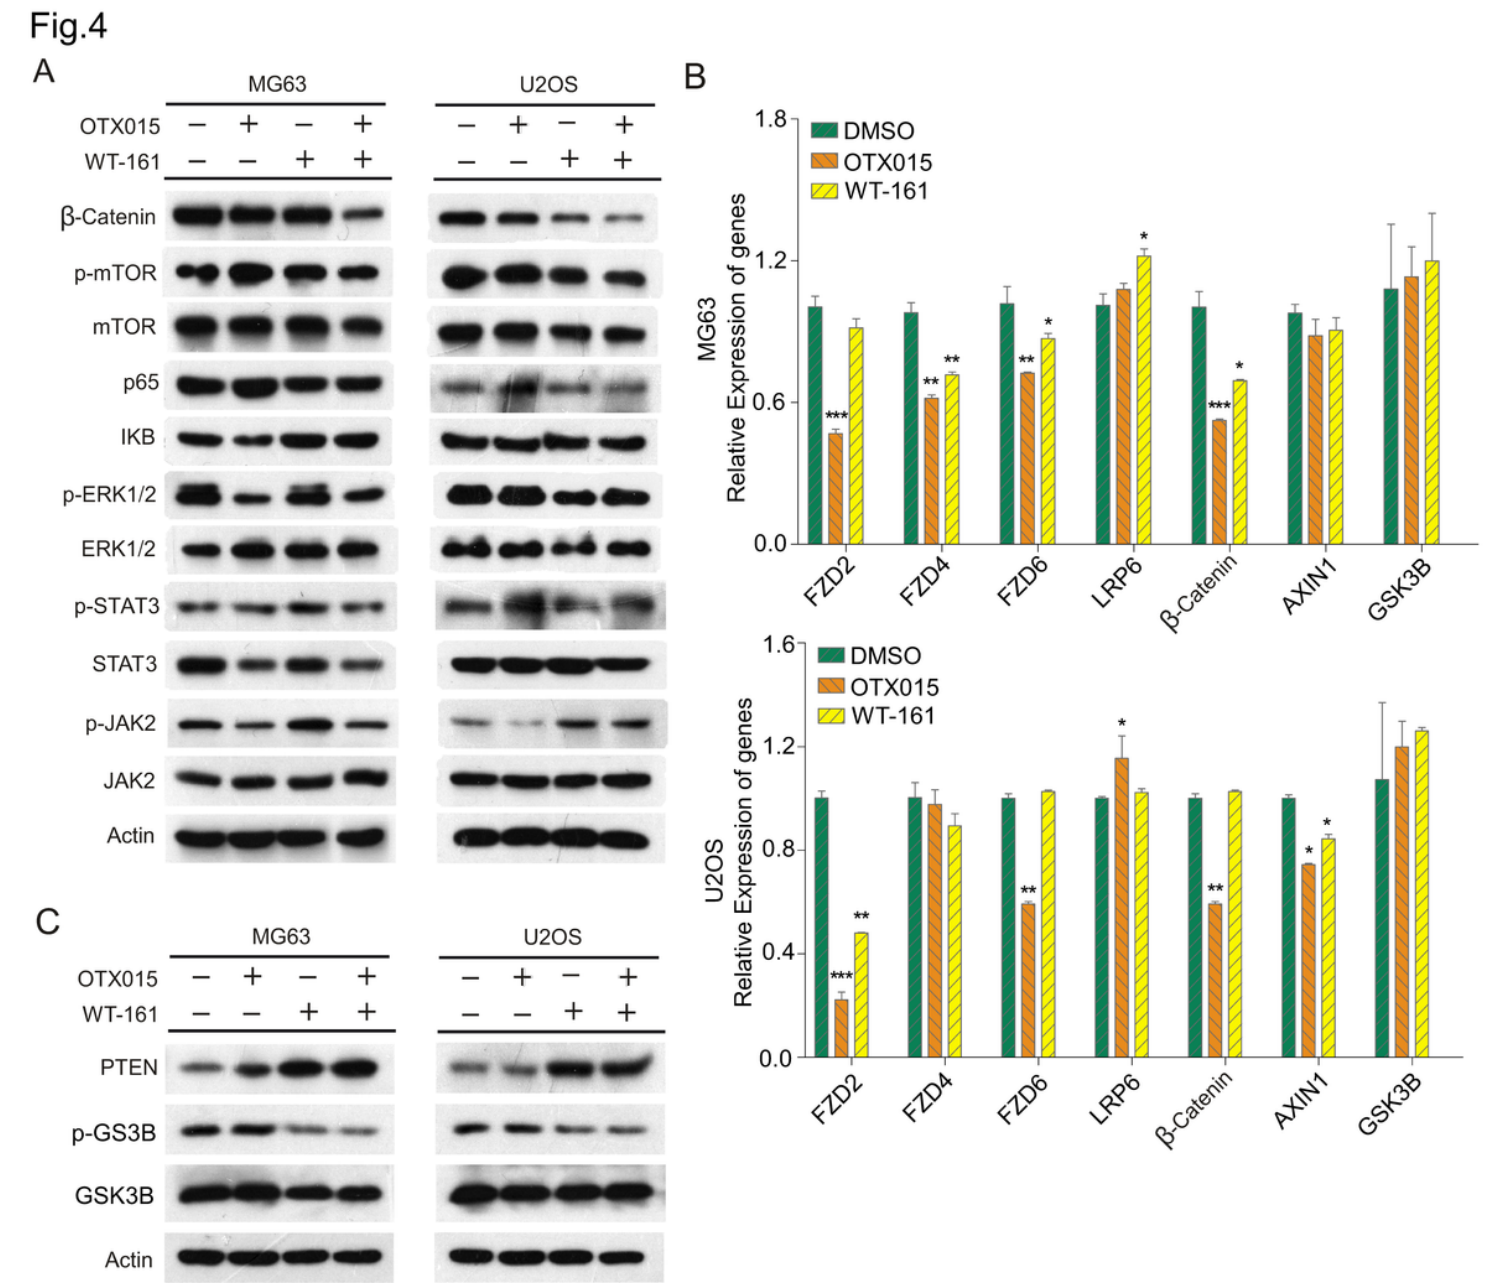 Fig.4
A
MG63 U2OS
OTX015 − + − + − + − +
WT-161 − − + + − − + +
β-Catenin
p-mTOR
mTOR
p65
IKB
p-ERK1/2
ERK1/2
p-STAT3
STAT3
p-JAK2
JAK2
Actin
B
MG63
Relative Expression of genes
1.8
1.2
0.6
0.0
DMSO
OTX015
WT-161
*** ** ** ** * * *** *
FZD2 FZD4 FZD6 LRP6 β-Catenin AXIN1 GSK3B
U2OS
Relative Expression of genes
1.6
1.2
0.8
0.4
0.0
DMSO
OTX015
WT-161
*** ** ** * ** * *
FZD2 FZD4 FZD6 LRP6 β-Catenin AXIN1 GSK3B
C
MG63 U2OS
OTX015 − + − + − + − +
WT-161 − − + + − − + +
PTEN
p-GS3B
GSK3B
Actin